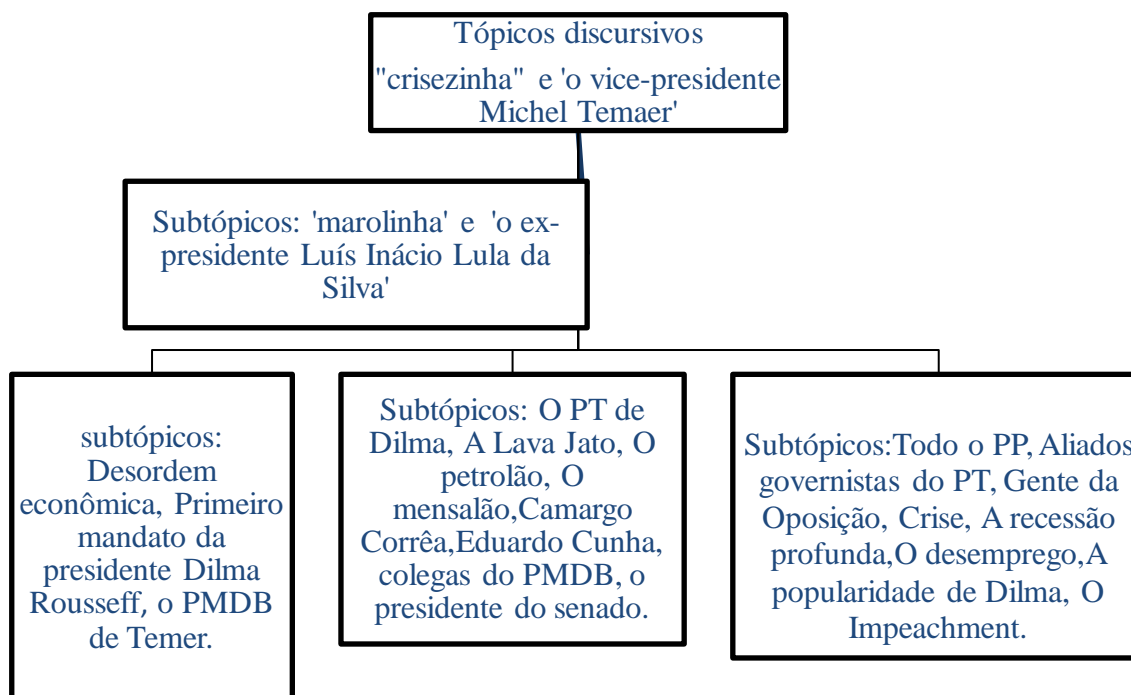 Tópicos discursivos
"crisezinha" e 'o vice-presidente
Michel Temaer'
Subtópicos: 'marolinha' e 'o ex-
presidente Luís Inácio Lula da
Silva'
subtópicos:
Desordem
econômica, Primeiro
mandato da
presidente Dilma
Rousseff, o PMDB
de Temer.
Subtópicos: O PT de
Dilma, A Lava Jato, O
petrolão, O
mensalão,Camargo
Corrêa,Eduardo Cunha,
colegas do PMDB, o
presidente do senado.
Subtópicos:Todo o PP, Aliados
governistas do PT, Gente da
Oposição, Crise, A recessão
profunda,O desemprego,A
popularidade de Dilma, O
Impeachment.